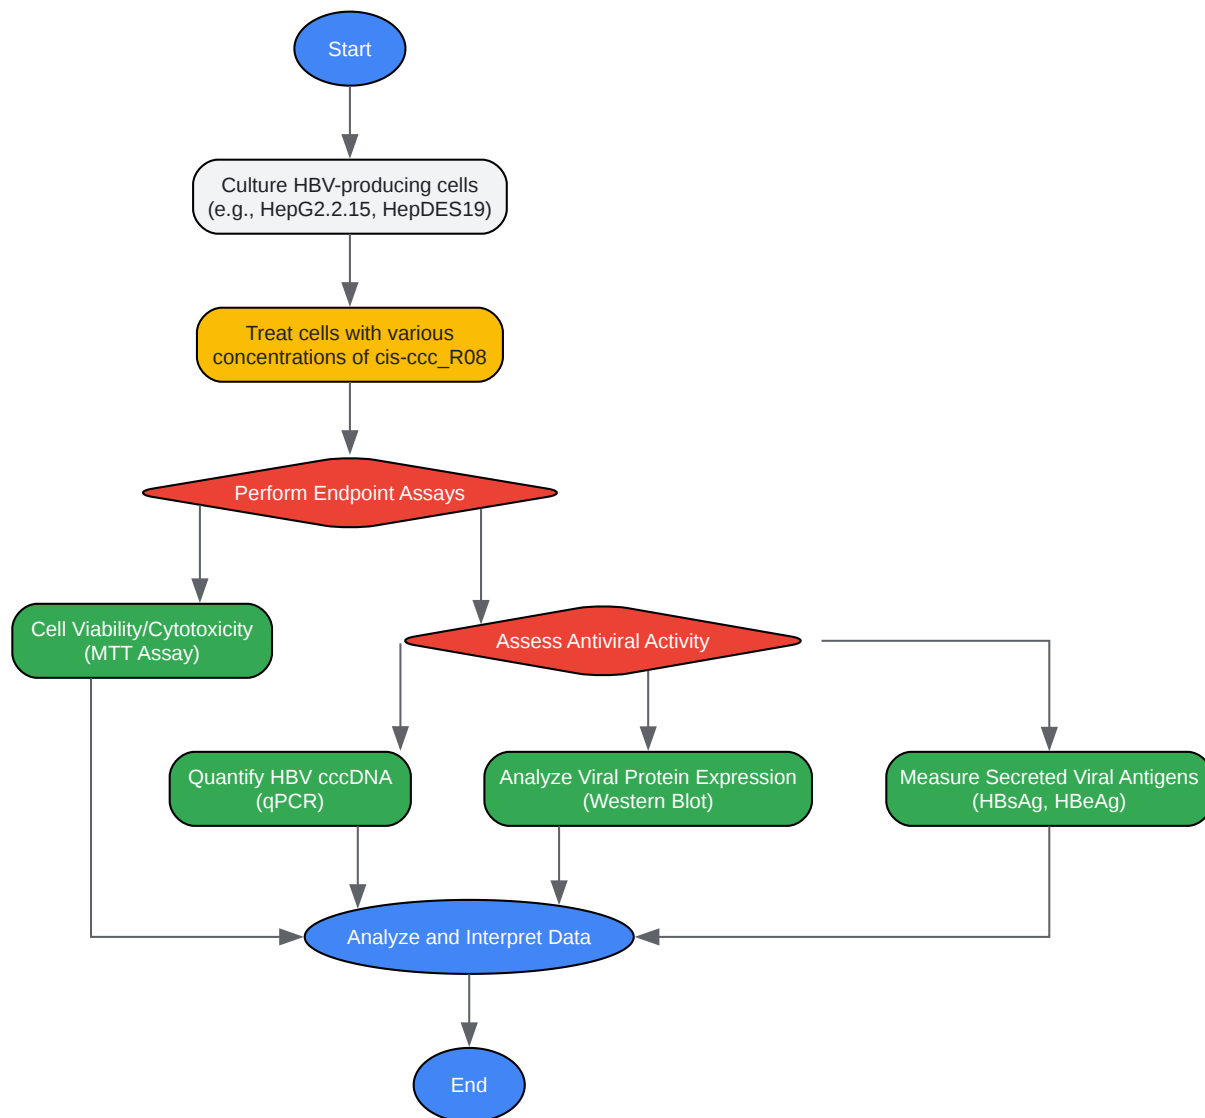 Start
Culture HBV-producing cells
(e.g., HepG2.2.15, HepDES19)
Treat cells with various
concentrations of cis-ccc_R08
Perform Endpoint Assays
Cell Viability/Cytotoxicity
(MTT Assay)
Assess Antiviral Activity
Quantify HBV cccDNA
(qPCR)
Analyze Viral Protein Expression
(Western Blot)
Measure Secreted Viral Antigens
(HBsAg, HBeAg)
Analyze and Interpret Data
End